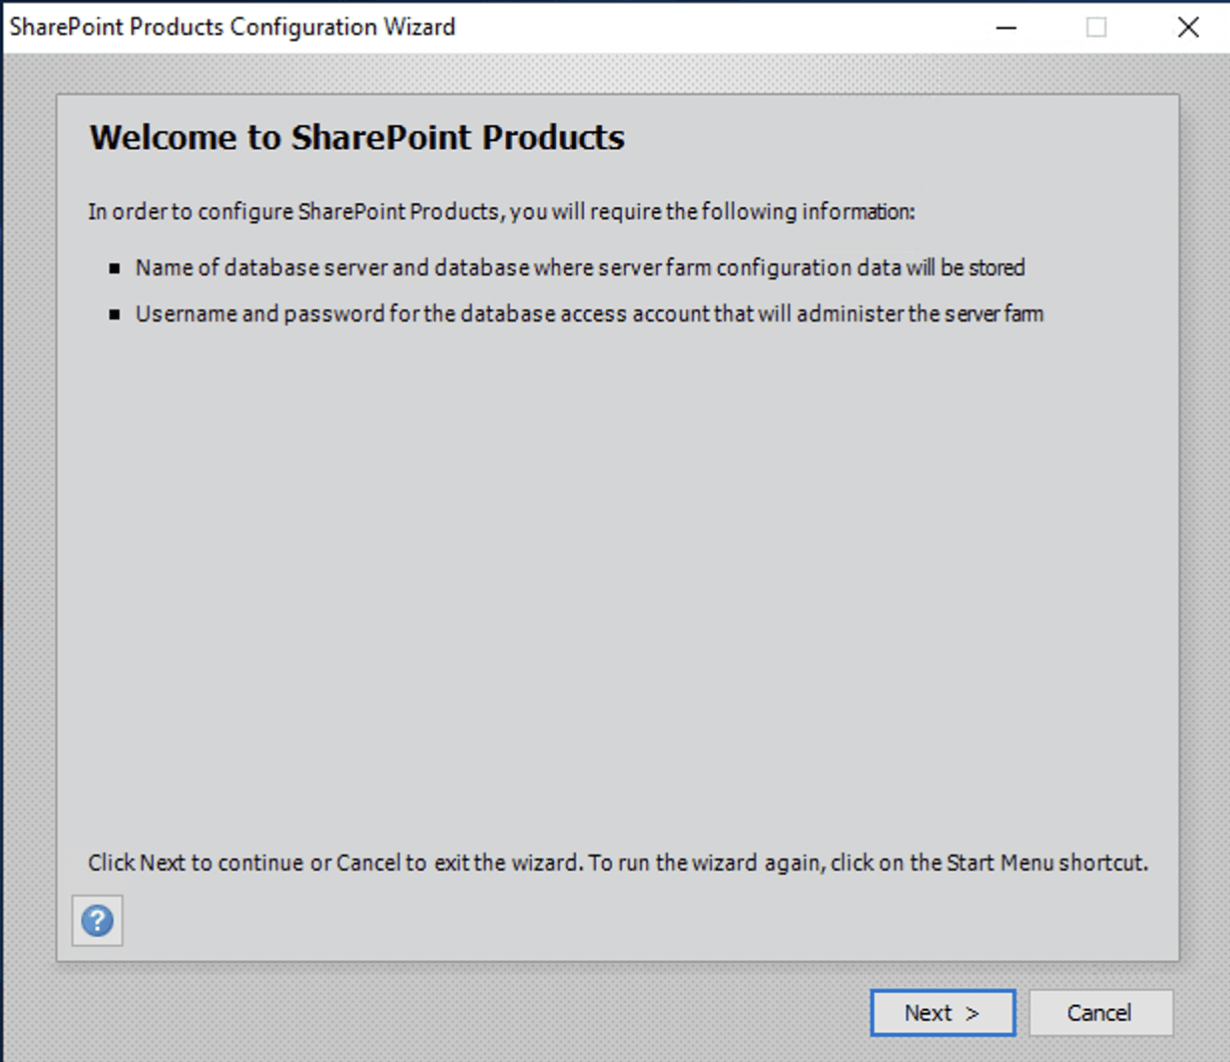 SharePoint Products Configuration Wizard
Welcome to SharePoint Products
In order to configure SharePoint Products, you will require the following information:
Name of database server and database where server farm configuration data will be stored
Username and password for the database access account that will administer the server farm
Click Next to continue or Cancel to exit the wizard. To run the wizard again, click on the Start Menu shortcut.
?
Next >
Cancel